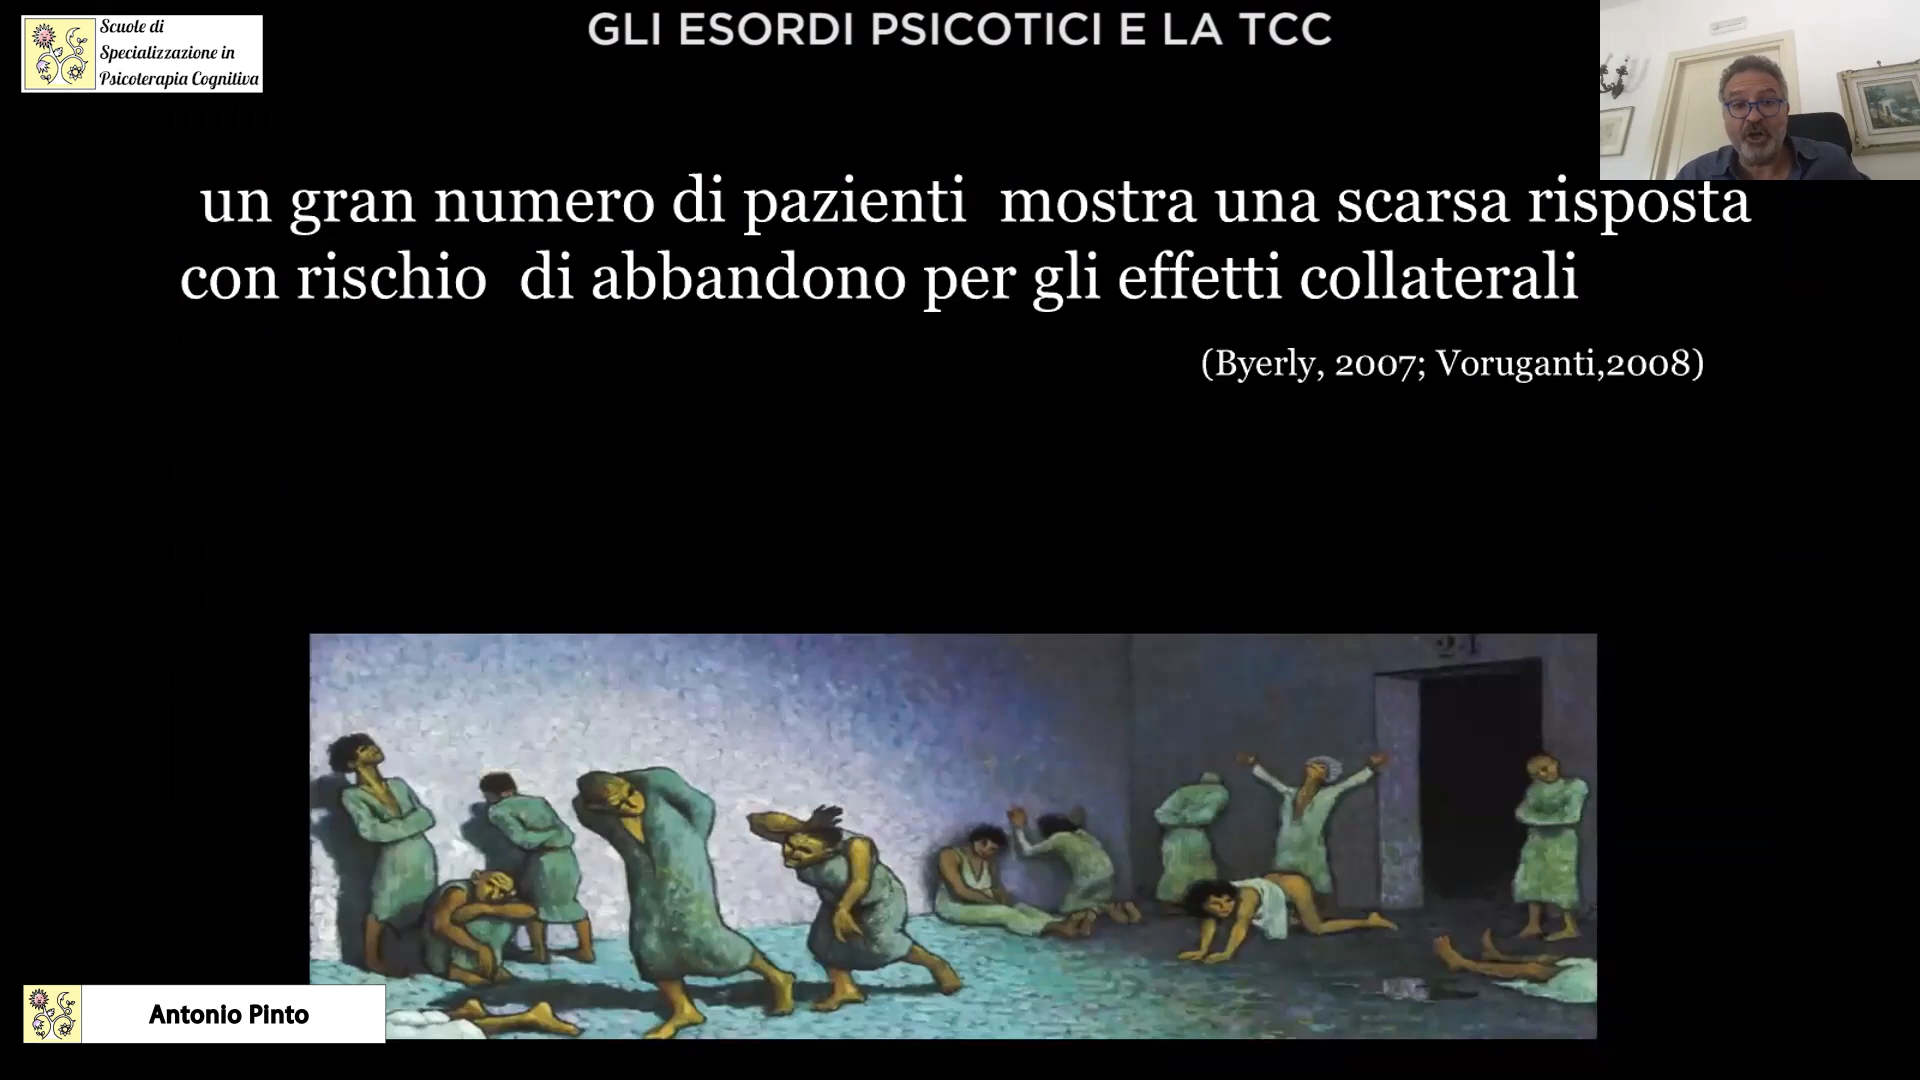 Scuole di
Specializzazione in
Psicoterapia Cognitiva
GLI ESORDI PSICOTICI E LA TCC
un gran numero di pazienti mostra una scarsa risposta
con rischio di abbandono per gli effetti collaterali
(Byerly, 2007; Voruganti,2008)
21
Antonio Pinto